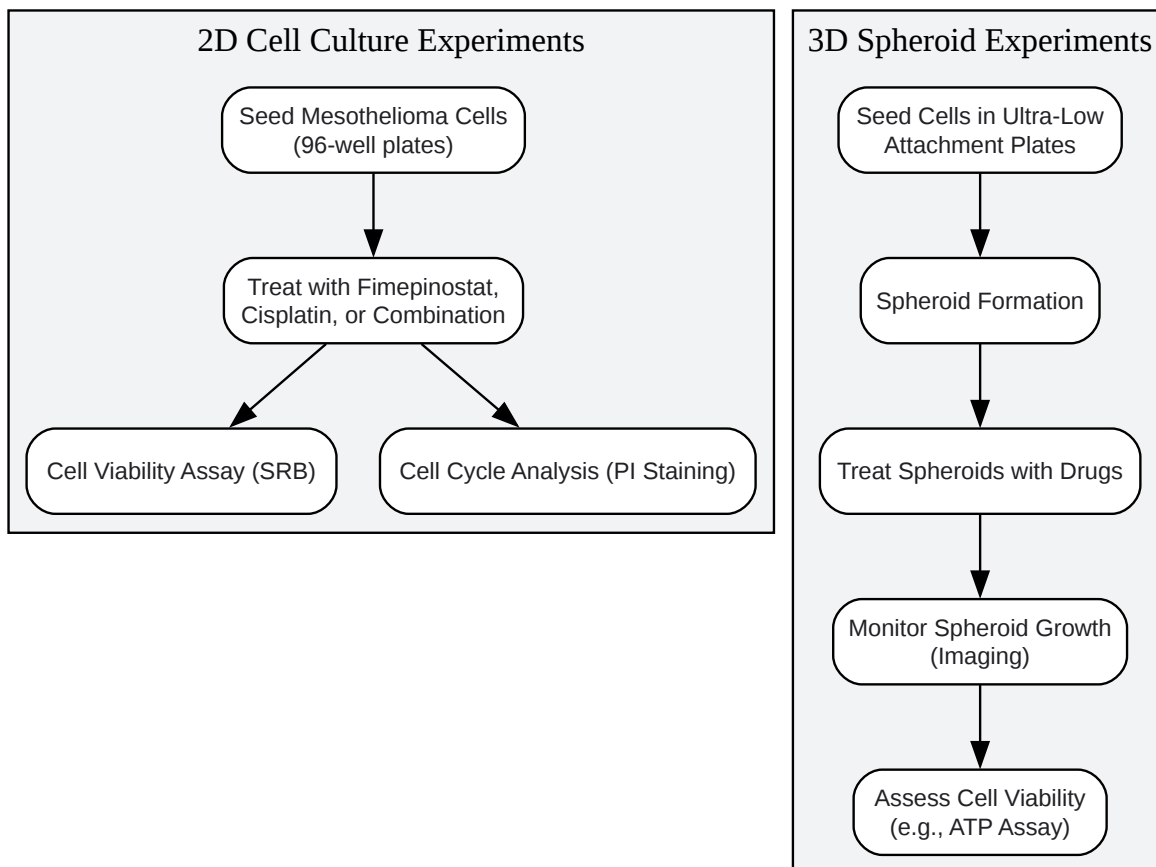 2D Cell Culture Experiments
Seed Mesothelioma Cells
(96-well plates)
Treat with Fimepinostat,
Cisplatin, or Combination
Cell Viability Assay (SRB)
Cell Cycle Analysis (PI Staining)
3D Spheroid Experiments
Seed Cells in Ultra-Low
Attachment Plates
Spheroid Formation
Treat Spheroids with Drugs
Monitor Spheroid Growth
(Imaging)
Assess Cell Viability
(e.g., ATP Assay)